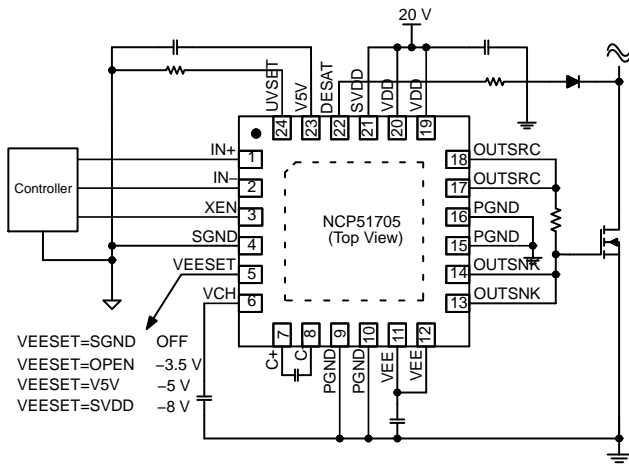 20 V
UVSET
V5V
DESAT
SVDD
VDD
VDD
24
23
22
21
20
19
Controller
IN+
1
IN−
2
XEN
3
SGND
4
VEESET
5
VCH
6
NCP51705
(Top View)
18
OUTSRC
17
OUTSRC
16
PGND
15
PGND
14
OUTSNK
13
OUTSNK
7
8
9
10
11
12
C+
C−
PGND
PGND
VEE
VEE
VEESET=SGND OFF
VEESET=OPEN −3.5 V
VEESET=V5V −5 V
VEESET=SVDD −8 V